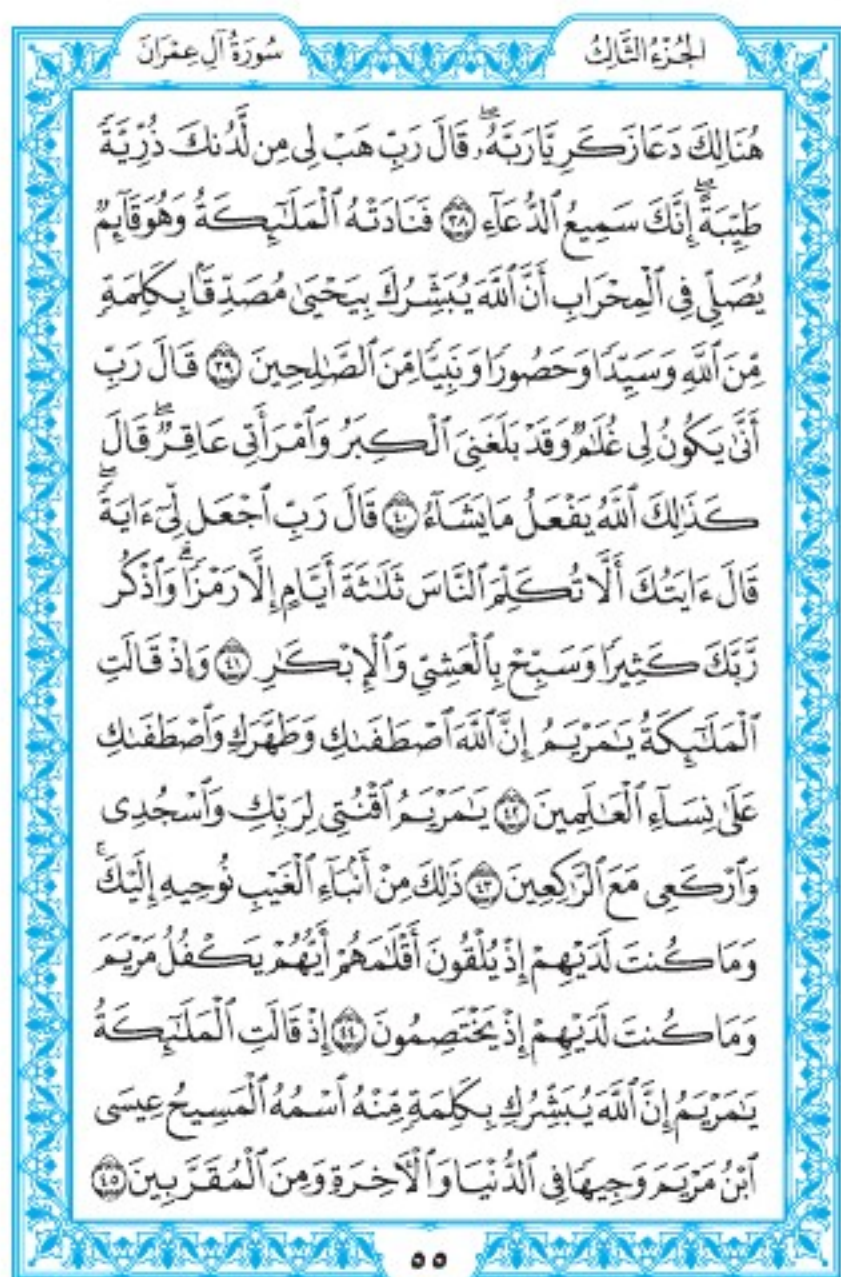 سُورَةُ آلِ عِمْرَانَ الجُزْءُ الثَّالِثُ
هُنَالِكَ دَعَا زَكَرِيَّا رَبَّهُۥۖ قَالَ رَبِّ هَبْ لِى مِن لَّدُنكَ ذُرِّيَّةً
طَيِّبَةًۖ إِنَّكَ سَمِيعُ ٱلدُّعَآءِ ٣٨ فَنَادَتْهُ ٱلْمَلَٰٓئِكَةُ وَهُوَ قَآئِمٌ
يُصَلِّى فِى ٱلْمِحْرَابِ أَنَّ ٱللَّهَ يُبَشِّرُكَ بِيَحْيَىٰ مُصَدِّقًۢا بِكَلِمَةٍ
مِّنَ ٱللَّهِ وَسَيِّدًا وَحَصُورًا وَنَبِيًّا مِّنَ ٱلصَّٰلِحِينَ ٣٩ قَالَ رَبِّ
أَنَّىٰ يَكُونُ لِى غُلَٰمٌ وَقَدْ بَلَغَنِىَ ٱلْكِبَرُ وَٱمْرَأَتِى عَاقِرٌۖ قَالَ
كَذَٰلِكَ ٱللَّهُ يَفْعَلُ مَا يَشَآءُ ٤٠ قَالَ رَبِّ ٱجْعَل لِّىٓ ءَايَةًۖ
قَالَ ءَايَتُكَ أَلَّا تُكَلِّمَ ٱلنَّاسَ ثَلَٰثَةَ أَيَّامٍ إِلَّا رَمْزًاۗ وَٱذْكُر
رَّبَّكَ كَثِيرًا وَسَبِّحْ بِٱلْعَشِىِّ وَٱلْإِبْكَٰرِ ٤١ وَإِذْ قَالَتِ
ٱلْمَلَٰٓئِكَةُ يَٰمَرْيَمُ إِنَّ ٱللَّهَ ٱصْطَفَىٰكِ وَطَهَّرَكِ وَٱصْطَفَىٰكِ
عَلَىٰ نِسَآءِ ٱلْعَٰلَمِينَ ٤٢ يَٰمَرْيَمُ ٱقْنُتِى لِرَبِّكِ وَٱسْجُدِى
وَٱرْكَعِى مَعَ ٱلرَّٰكِعِينَ ٤٣ ذَٰلِكَ مِنْ أَنۢبَآءِ ٱلْغَيْبِ نُوحِيهِ إِلَيْكَۚ
وَمَا كُنتَ لَدَيْهِمْ إِذْ يُلْقُونَ أَقْلَٰمَهُمْ أَيُّهُمْ يَكْفُلُ مَرْيَمَ
وَمَا كُنتَ لَدَيْهِمْ إِذْ يَخْتَصِمُونَ ٤٤ إِذْ قَالَتِ ٱلْمَلَٰٓئِكَةُ
يَٰمَرْيَمُ إِنَّ ٱللَّهَ يُبَشِّرُكِ بِكَلِمَةٍ مِّنْهُ ٱسْمُهُ ٱلْمَسِيحُ عِيسَى
ٱبْنُ مَرْيَمَ وَجِيهًا فِى ٱلدُّنْيَا وَٱلْءَاخِرَةِ وَمِنَ ٱلْمُقَرَّبِينَ ٤٥
٥٥